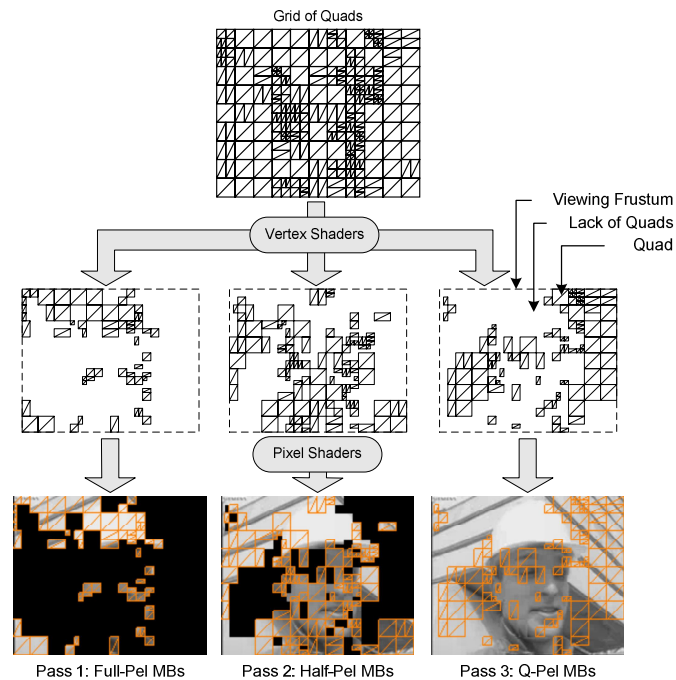 Grid of Quads
Viewing Frustum
Lack of Quads
Quad
Vertex Shaders
Pixel Shaders
Pass 1: Full-Pel MBs
Pass 2: Half-Pel MBs
Pass 3: Q-Pel MBs